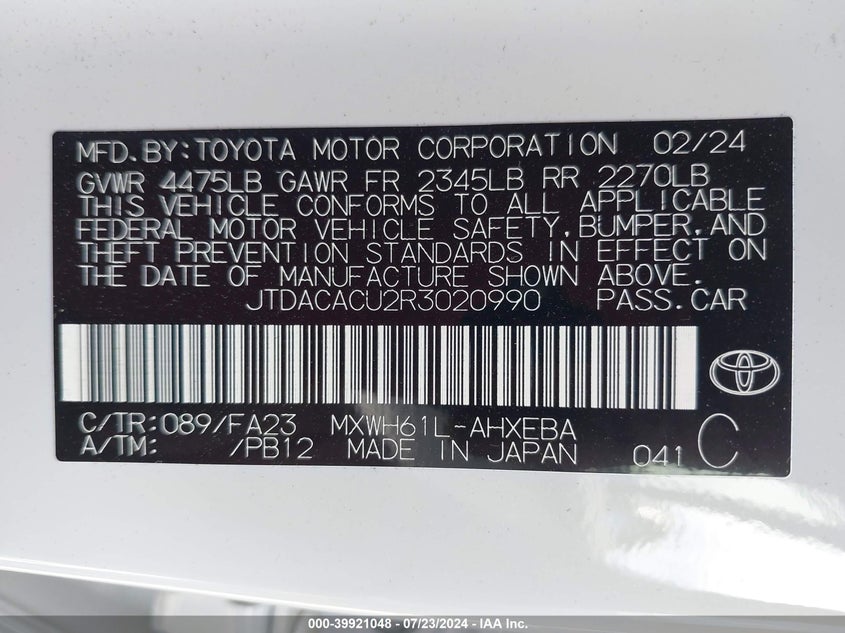 MFD.BY:TOYOTA MOTOR CORPORATION 02/24
GVWR 4475LB GAWR FR 2345LB RR 2270LB
THIS VEHICLE CONFORMS TO ALL APPLICABLE
FEDERAL MOTOR VEHICLE SAFETY,BUMPER,AND
THEFT PREVENTION STANDARDS IN EFFECT ON
THE DATE OF MANUFACTURE SHOWN ABOVE.
JTDACACU2R3020990 PASS.CAR
C/TR:089/FA23 MXWH61L-AHXEBA
A/TM: /PB12 MADE IN JAPAN 041 C
000-39921048 - 07/23/2024 - IAA Inc.